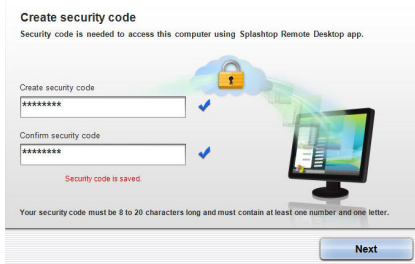 Create security code
Security code is needed to access this computer using Splashtop Remote Desktop app.
Create security code
********
Confirm security code
********
Security code is saved.
Your security code must be 8 to 20 characters long and must contain at least one number and one letter.
Next